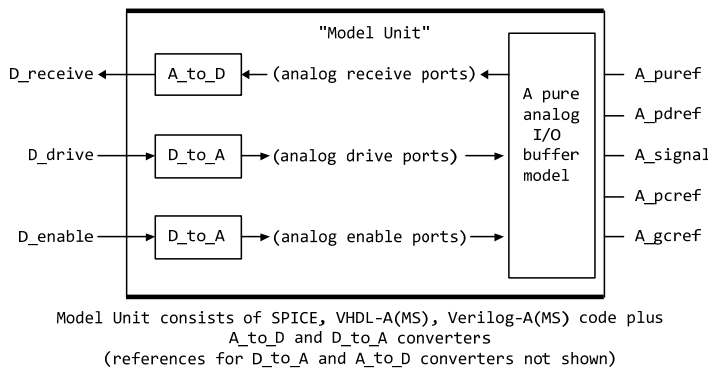 "Model Unit"
D_receive A_to_D (analog receive ports) A_puref
A pure
analog
I/O
buffer
model
A_pdref
D_drive D_to_A (analog drive ports) A_signal
A_pcref
D_enable D_to_A (analog enable ports) A_gcref
Model Unit consists of SPICE, VHDL-A(MS), Verilog-A(MS) code plus
A_to_D and D_to_A converters
(references for D_to_A and A_to_D converters not shown)